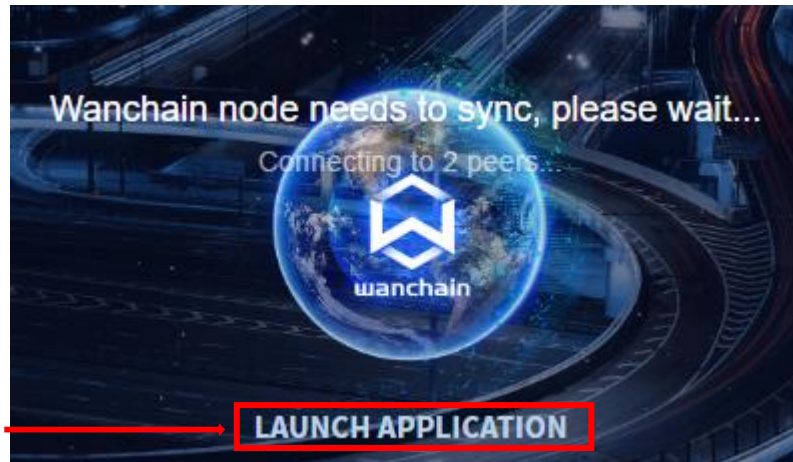 Wanchain node needs to sync, please wait...
Connecting to 2 peers...
wanchain
LAUNCH APPLICATION